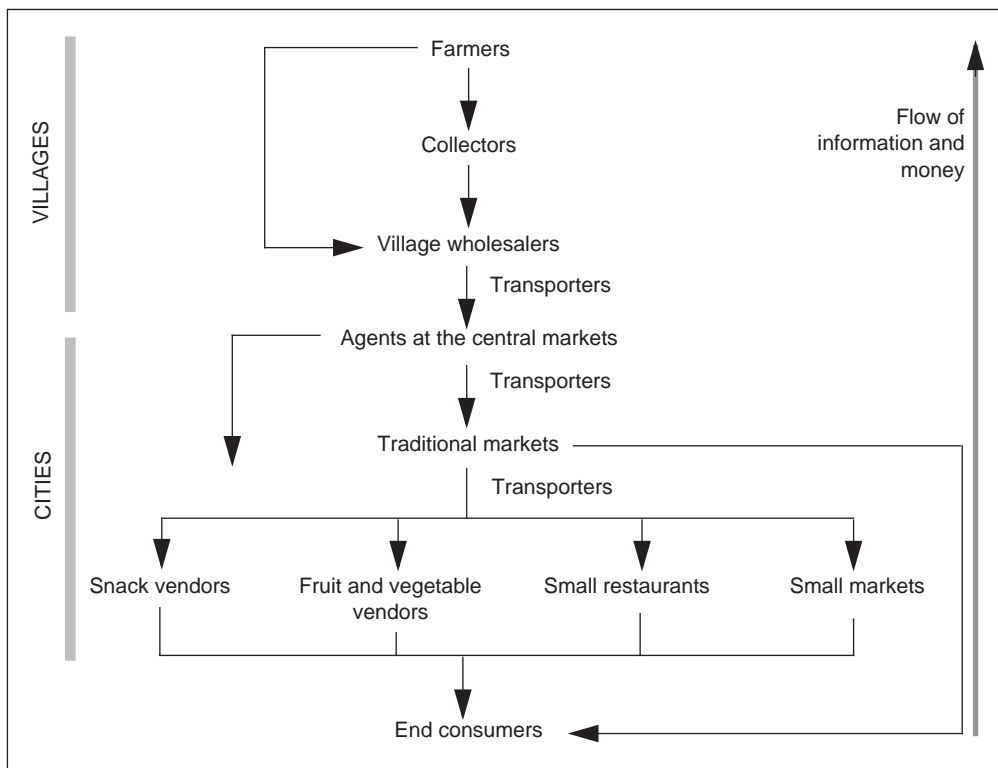 Farmers
Collectors
Village wholesalers
Transporters
Agents at the central markets
Transporters
Traditional markets
Transporters
Snack vendors
Fruit and vegetable
vendors
Small restaurants
Small markets
End consumers
VILLAGES
CITIES
Flow of
information and
money